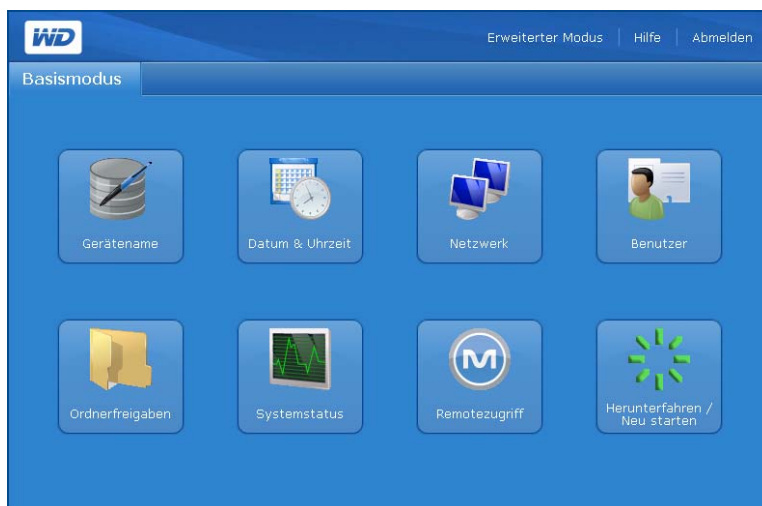 WD
Erweiterter Modus | Hilfe | Abmelden
Basismodus
Gerätename
Datum & Uhrzeit
Netzwerk
Benutzer
Ordnerfreigaben
Systemstatus
Remotezugriff
Herunterfahren /
Neu starten